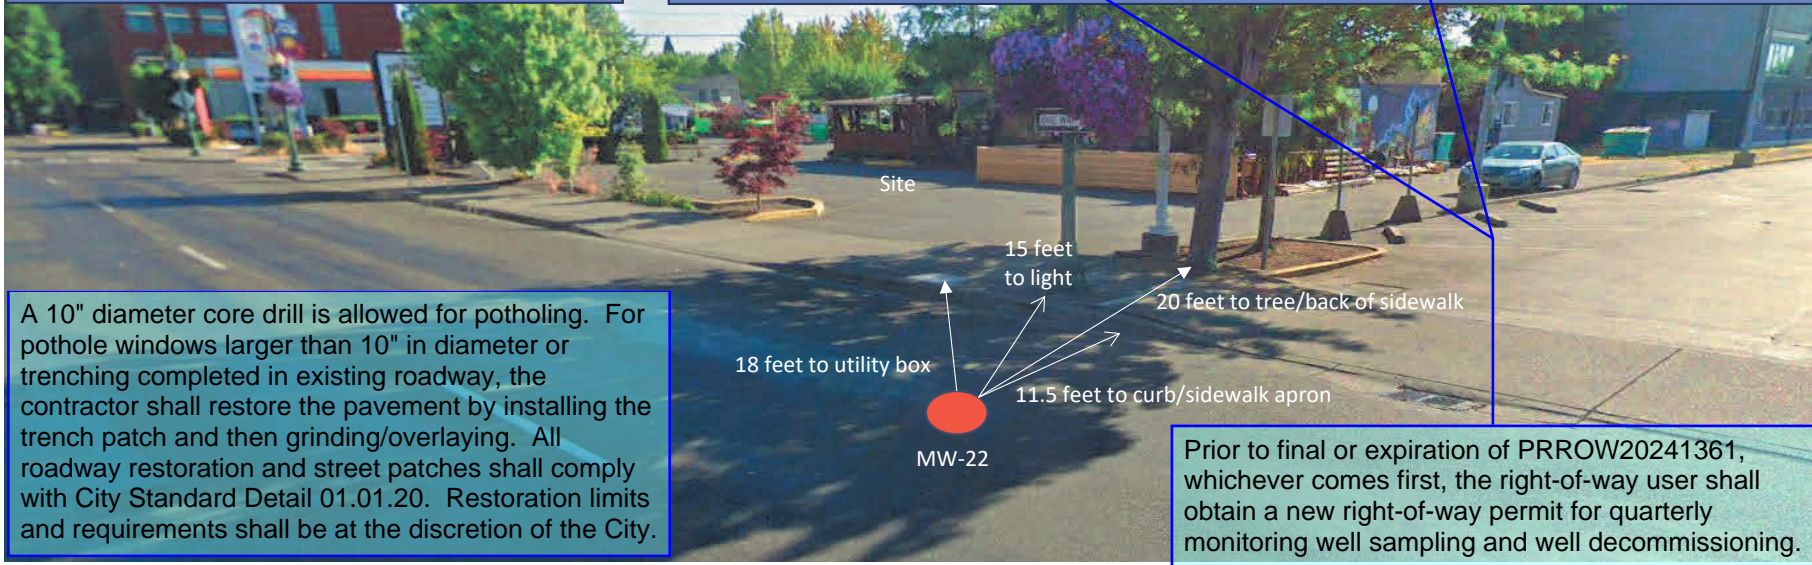 Site
15 feet
to light
20 feet to tree/back of sidewalk
18 feet to utility box
11.5 feet to curb/sidewalk apron
MW-22
A 10" diameter core drill is allowed for potholing. For
pothole windows larger than 10" in diameter or
trenching completed in existing roadway, the
contractor shall restore the pavement by installing the
trench patch and then grinding/overlaying. All
roadway restoration and street patches shall comply
with City Standard Detail 01.01.20. Restoration limits
and requirements shall be at the discretion of the City.
Prior to final or expiration of PRROW20241361,
whichever comes first, the right-of-way user shall
obtain a new right-of-way permit for quarterly
monitoring well sampling and well decommissioning.